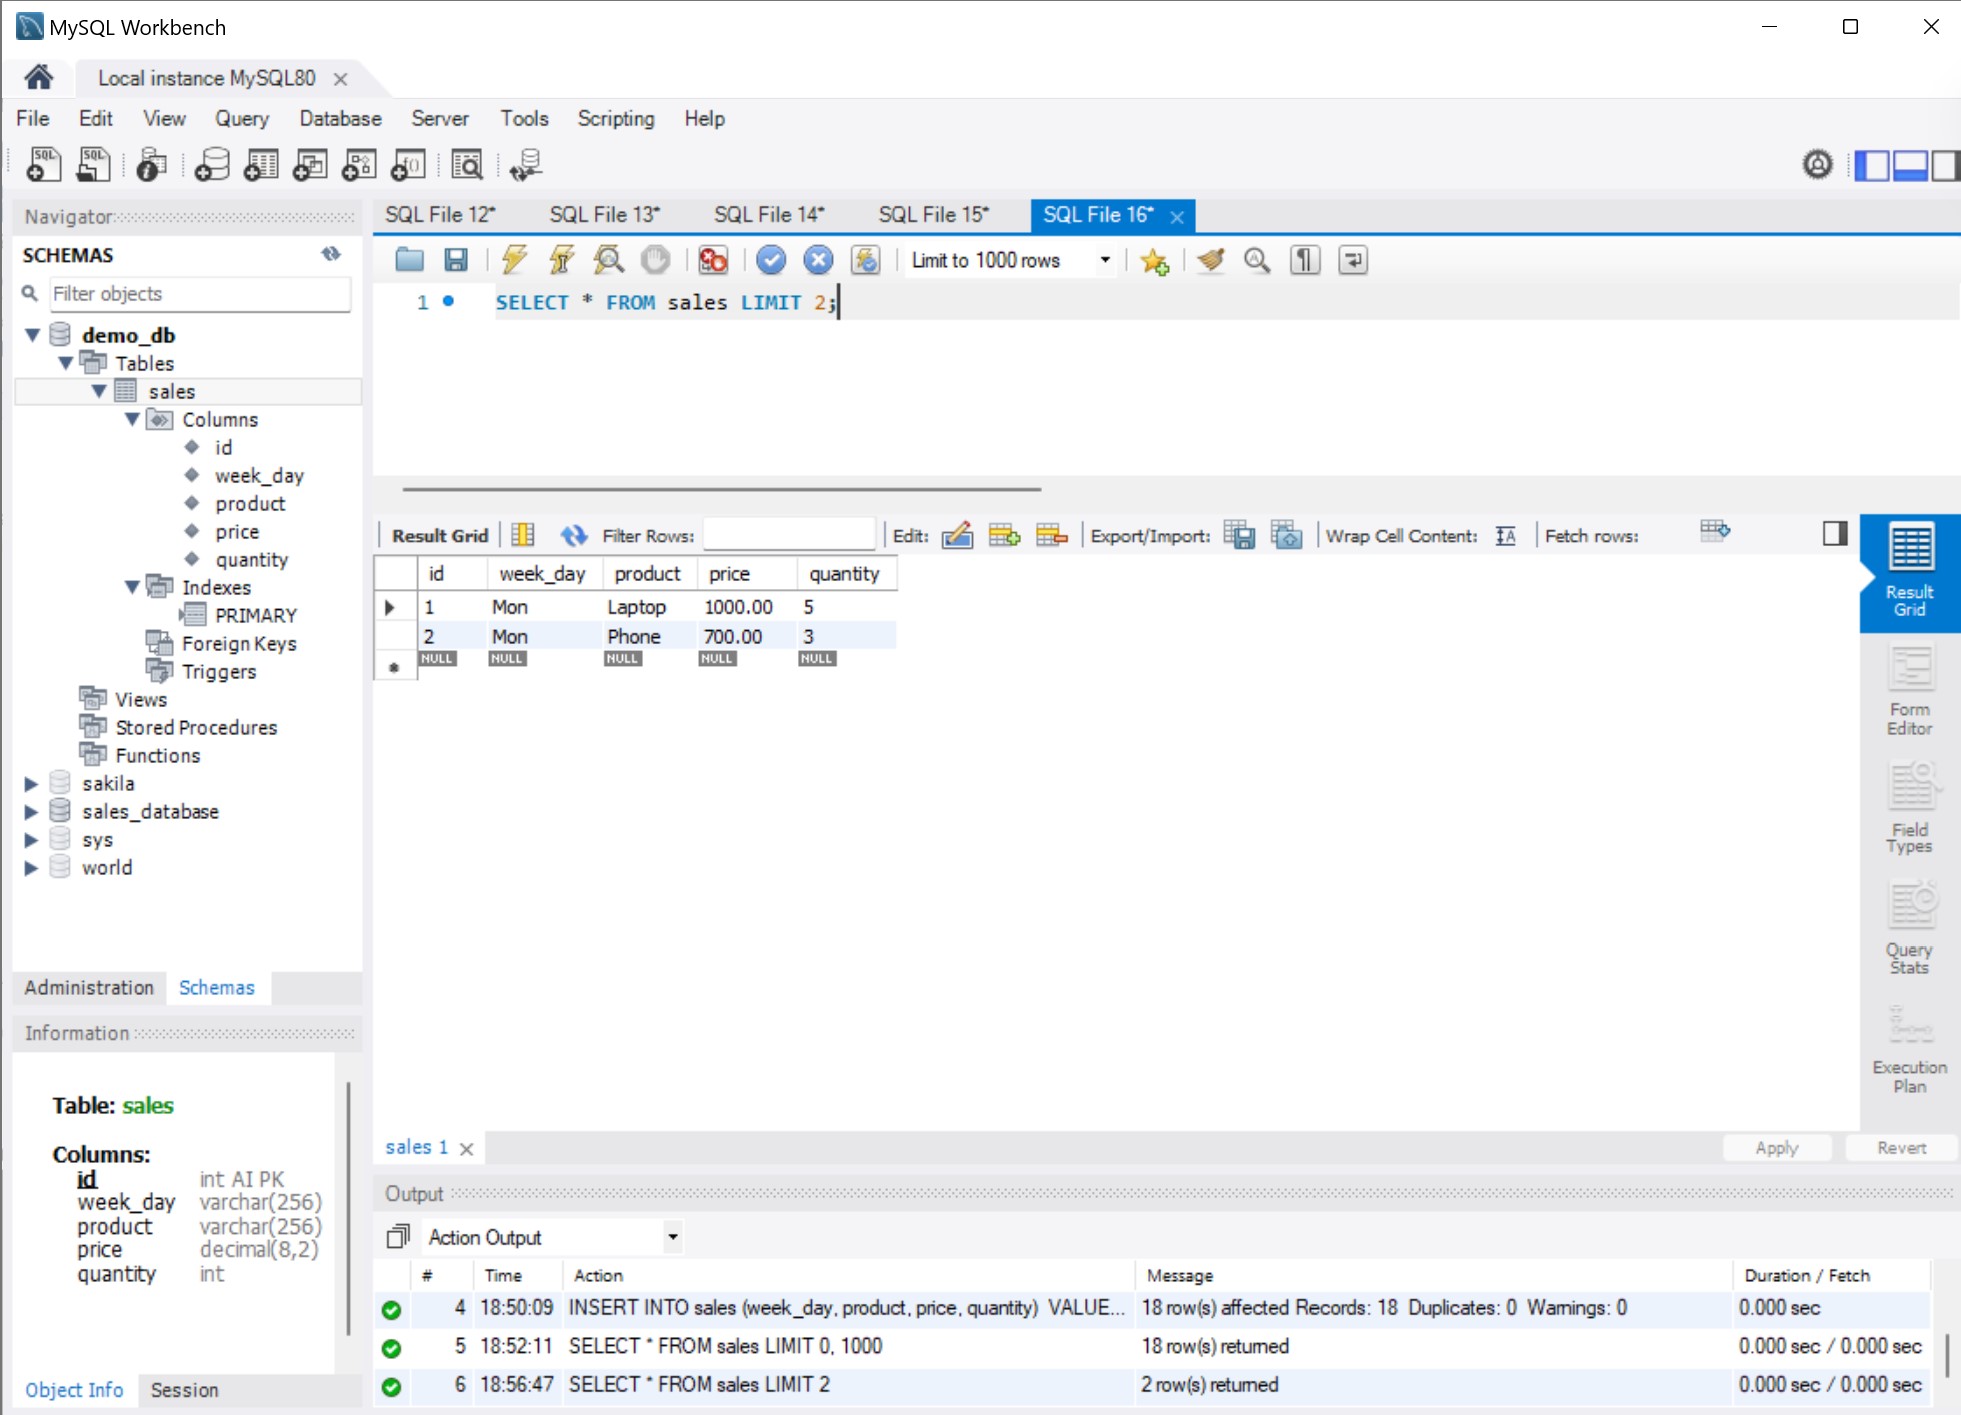 MySQL Workbench
Local instance MySQL80
File Edit View Query Database Server Tools Scripting Help
Navigator
SCHEMAS
Filter objects
demo_db
Tables
sales
Columns
id
week_day
product
price
quantity
Indexes
PRIMARY
Foreign Keys
Triggers
Views
Stored Procedures
Functions
sakila
sales_database
sys
world
Administration Schemas
Information
Table: sales
Columns:
id int AI PK
week_day varchar(256)
product varchar(256)
price decimal(8,2)
quantity int
Object Info Session
SQL File 12* SQL File 13* SQL File 14* SQL File 15* SQL File 16*
Limit to 1000 rows
1 SELECT * FROM sales LIMIT 2;
Result Grid Filter Rows: Edit: Export/Import: Wrap Cell Content: Fetch rows:
id week_day product price quantity
1 Mon Laptop 1000.00 5
2 Mon Phone 700.00 3
NULL NULL NULL NULL NULL
Result
Grid
Form
Editor
Field
Types
Query
Stats
Execution
Plan
sales 1
Apply Revert
Output
Action Output
# Time Action Message Duration / Fetch
4 18:50:09 INSERT INTO sales (week_day, product, price, quantity) VALUE... 18 row(s) affected Records: 18 Duplicates: 0 Warnings: 0 0.000 sec
5 18:52:11 SELECT * FROM sales LIMIT 0, 1000 18 row(s) returned 0.000 sec / 0.000 sec
6 18:56:47 SELECT * FROM sales LIMIT 2 2 row(s) returned 0.000 sec / 0.000 sec